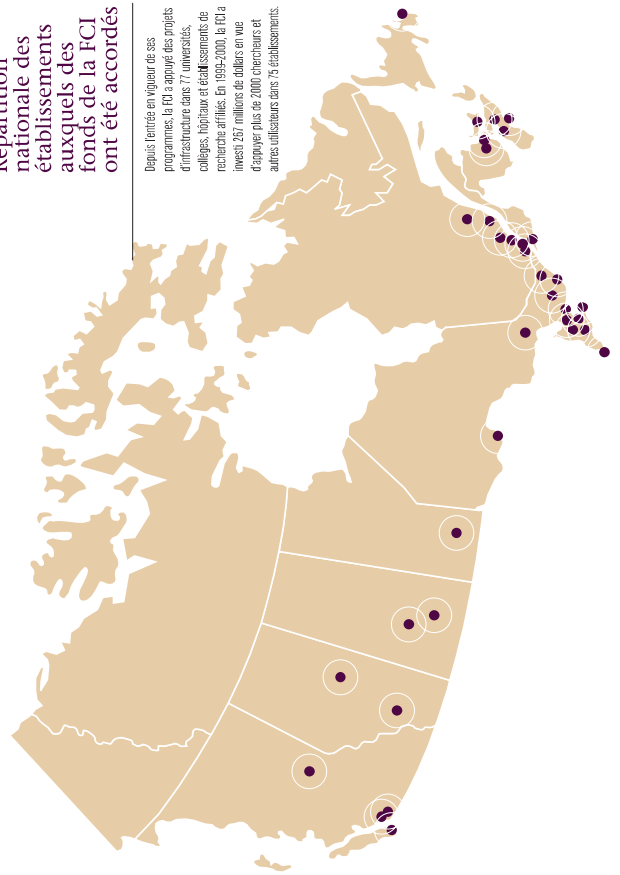 Répartition
nationale des
établissements
auxquels des
fonds de la FCI
ont été accordés
Depuis l'entrée en vigueur de ses
programmes, la FCI a appuyé des projets
d'infrastructure dans 77 universités,
collèges, hôpitaux et établissements de
recherche affiliés. En 1999-2000, la FCI a
investi 267 millions de dollars en vue
d'appuyer plus de 2000 chercheurs et
autres utilisateurs dans 75 établissements.